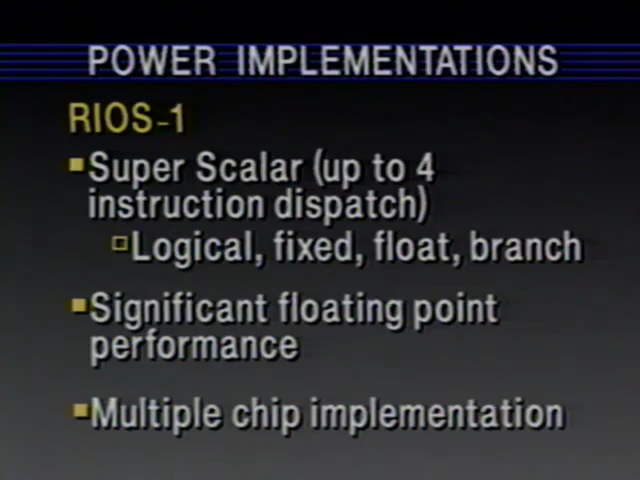 POWER IMPLEMENTATIONS
RIOS-1
Super Scalar (up to 4
instruction dispatch)
Logical, fixed, float, branch
Significant floating point
performance
Multiple chip implementation